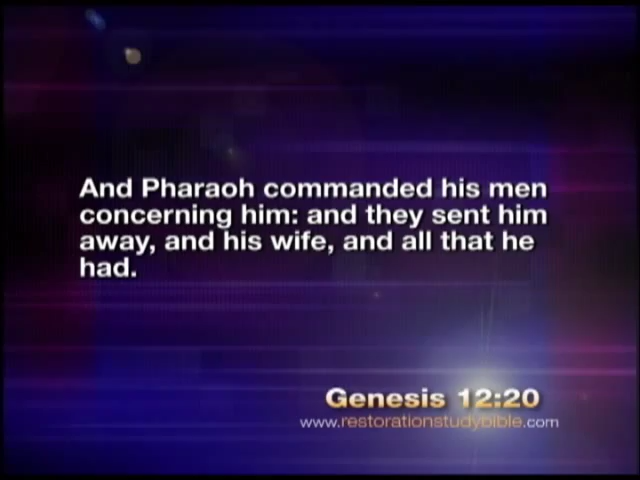 And Pharaoh commanded his men
concerning him: and they sent him
away, and his wife, and all that he
had.
Genesis 12:20
www.restorationstudybible.com